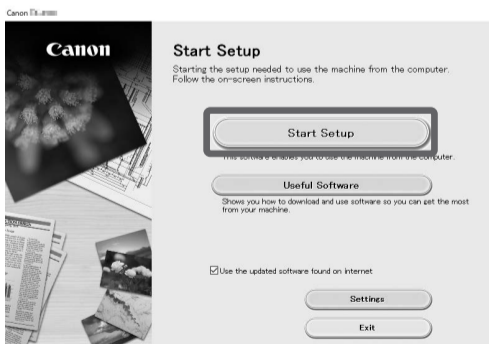 Canon
Canon
Start Setup
Starting the setup needed to use the machine from the computer.
Follow the on-screen instructions.
Start Setup
This software enables you to use the machine from the computer.
Useful Software
Shows you how to download and use software so you can get the most
from your machine.
Use the updated software found on internet
Settings
Exit